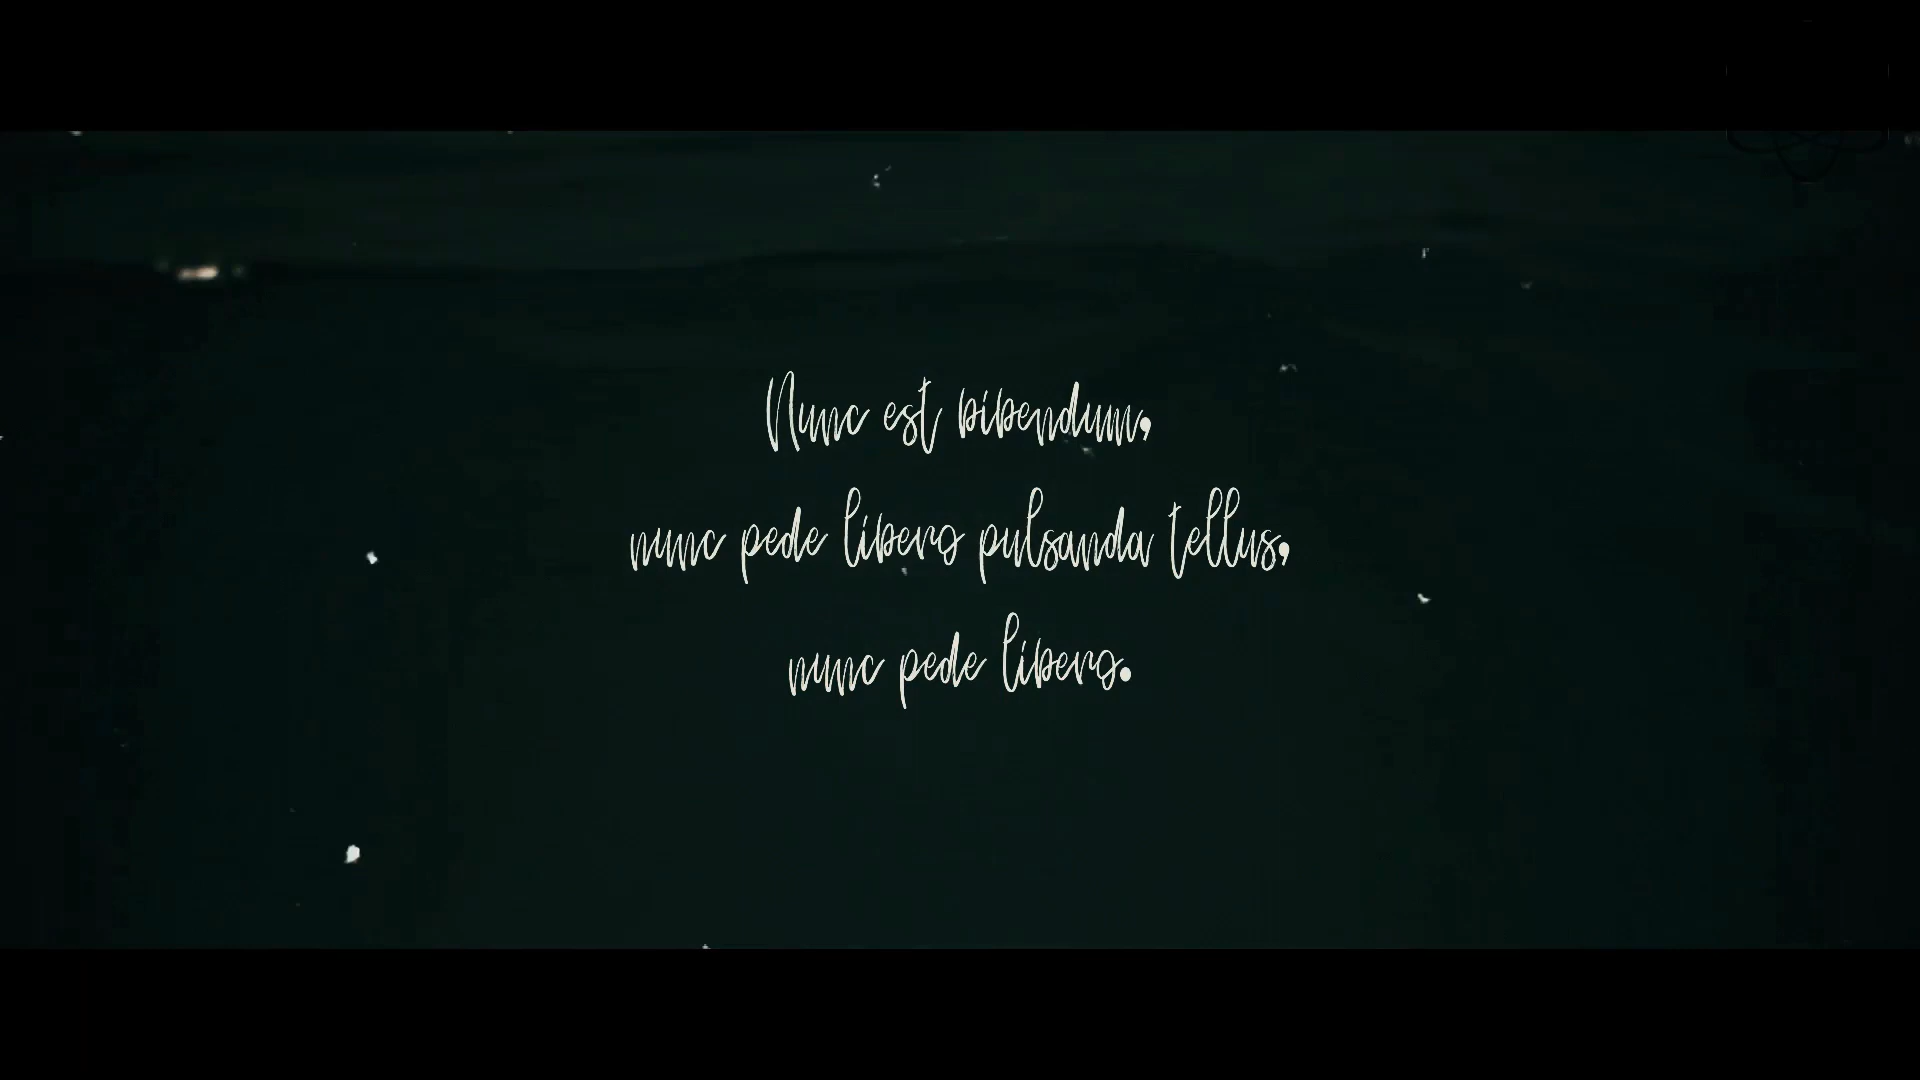 Nunc est bibendum,
nunc pede libero pulsanda tellus,
nunc pede libero.